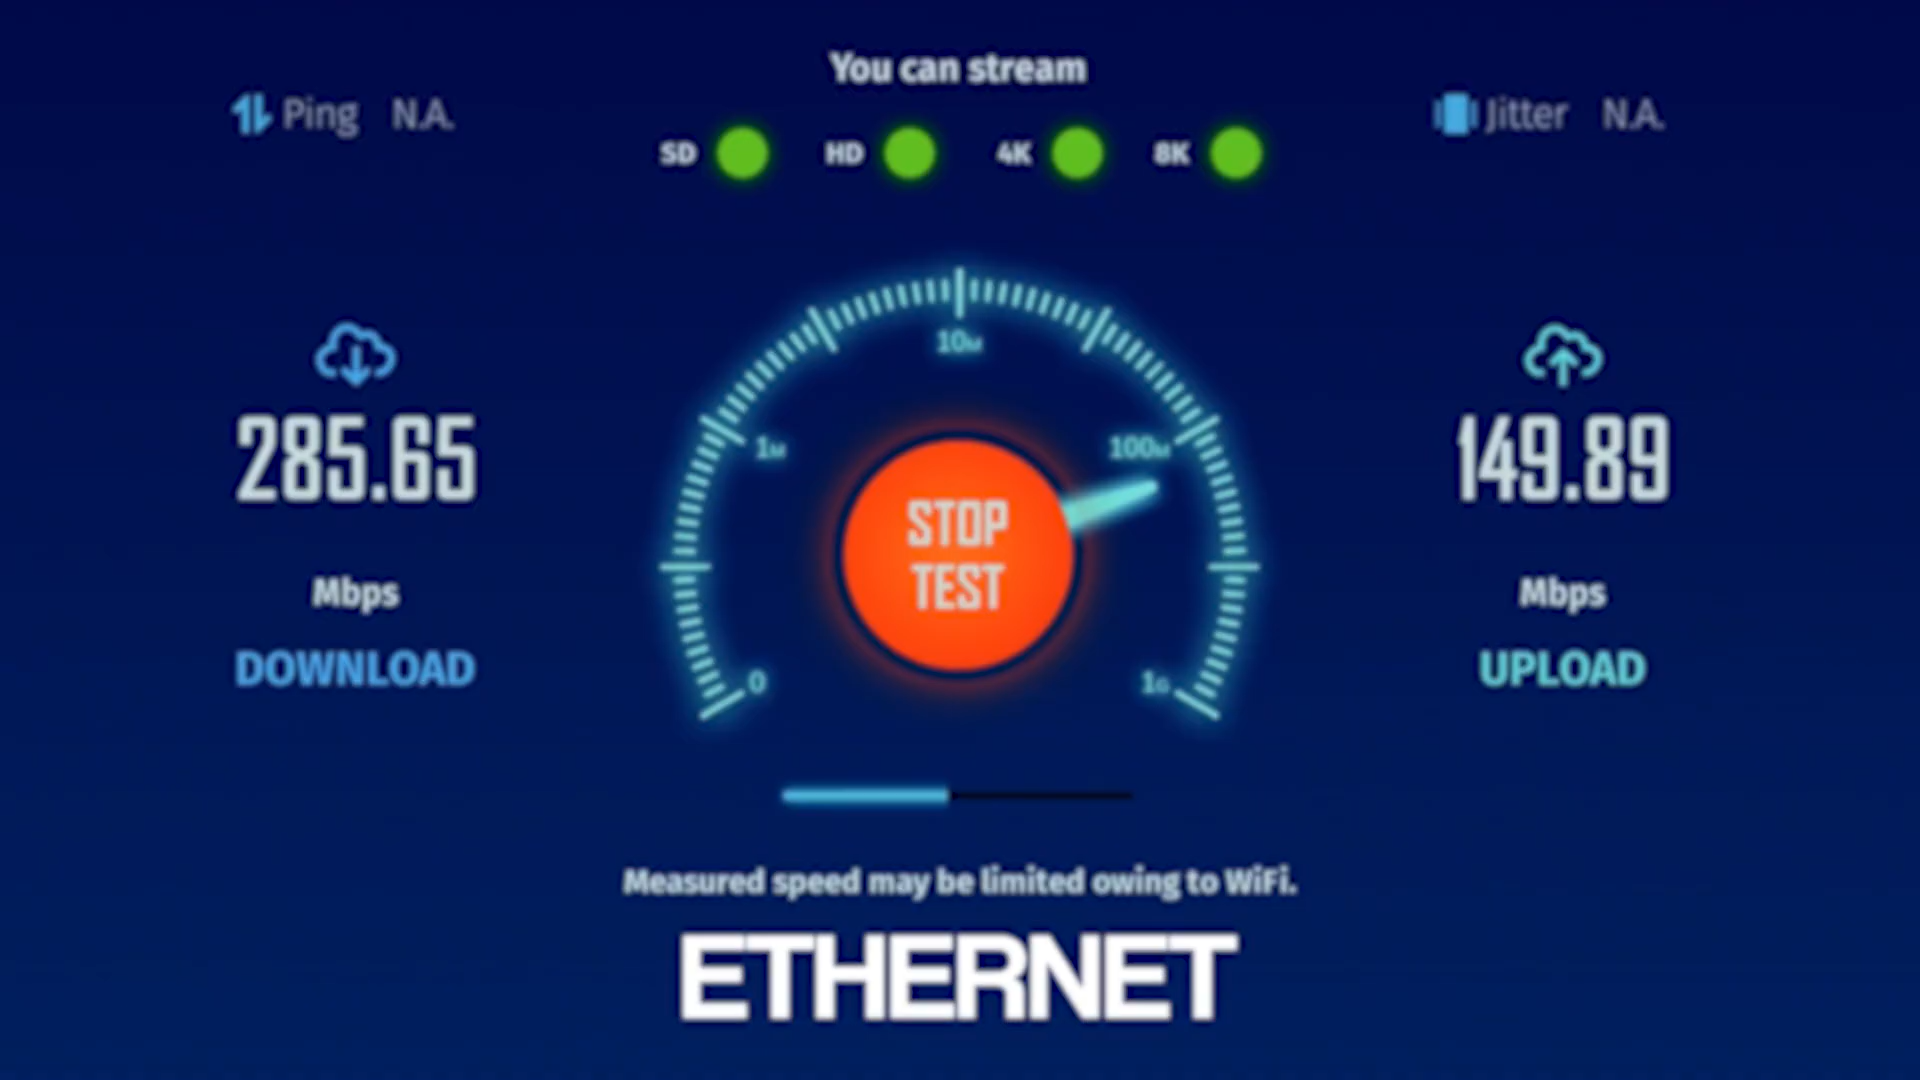 You can stream
Ping N.A.
Jitter N.A.
SD HD 4K 8K
10M
1M
100M
285.65
149.89
STOP
TEST
Mbps
Mbps
DOWNLOAD
UPLOAD
0
1G
Measured speed may be limited owing to WiFi.
ETHERNET